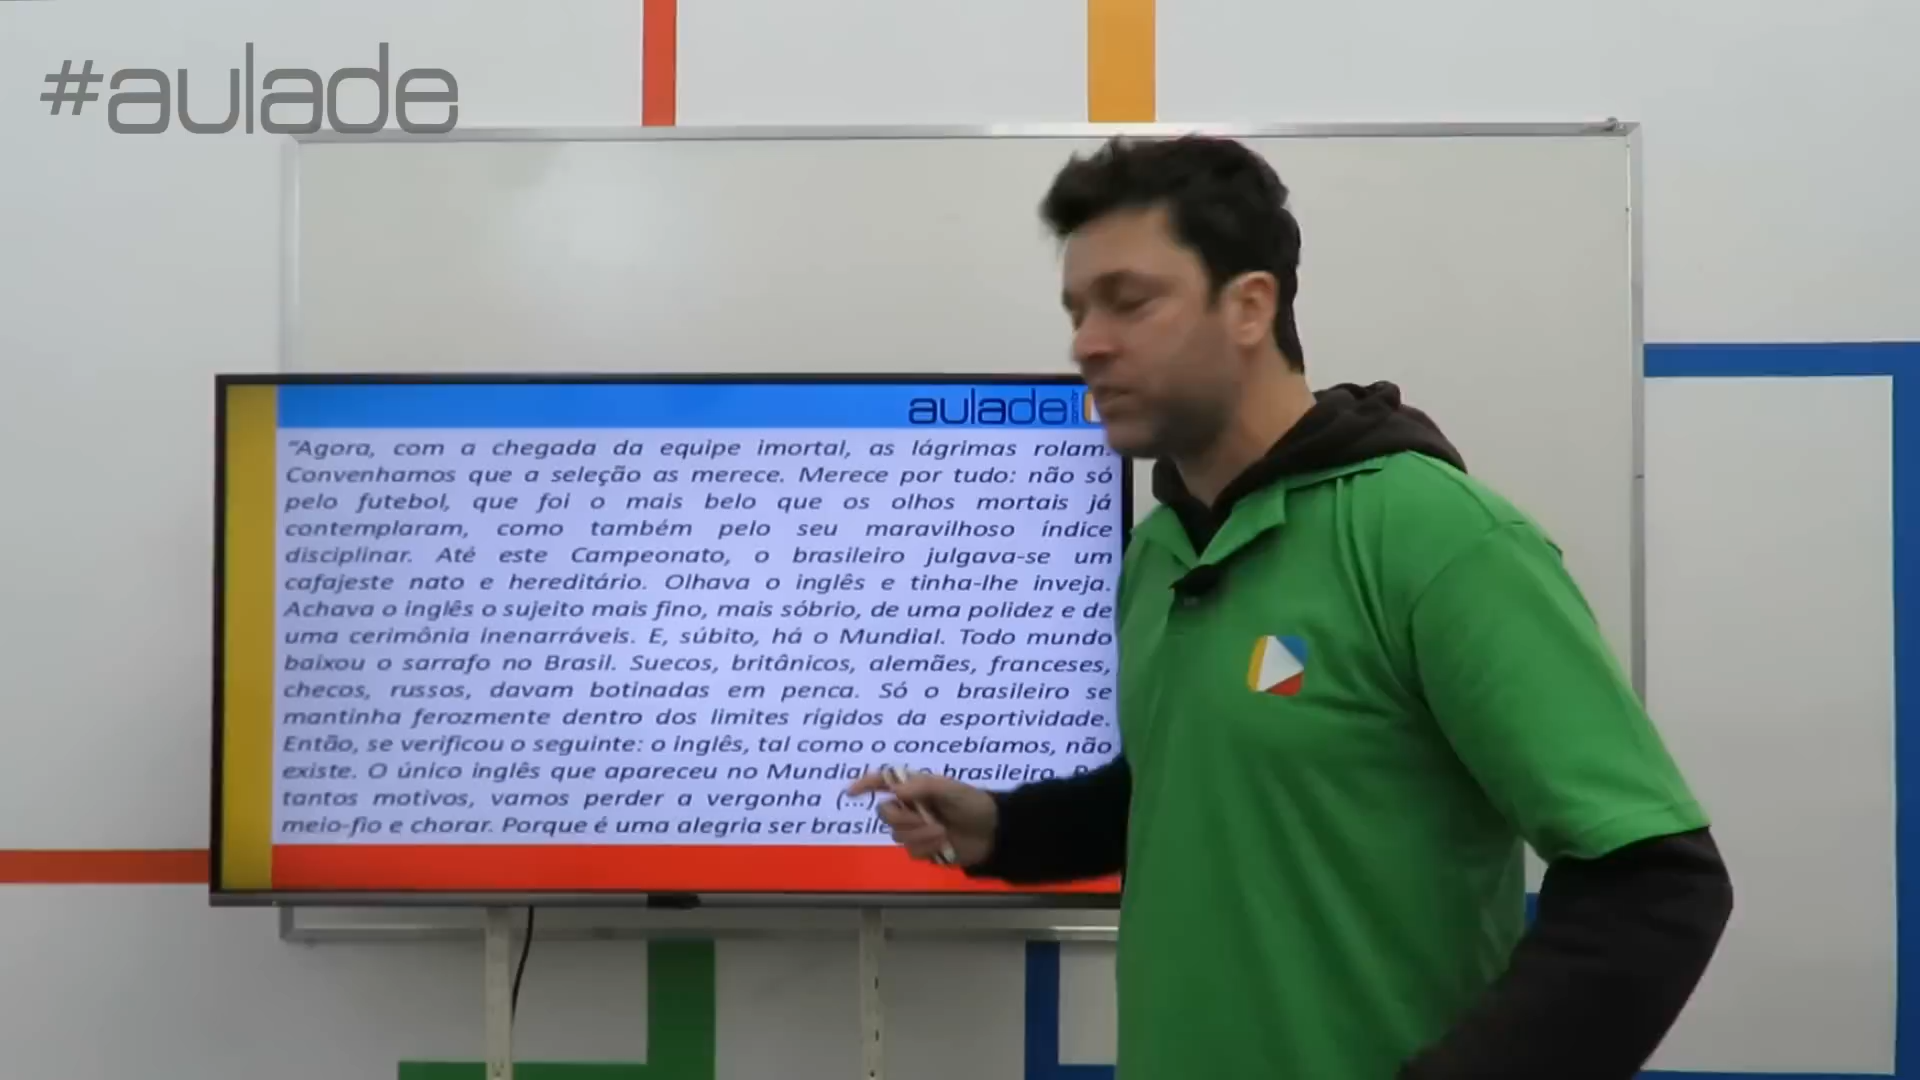 #aulade
aulade
"Agora, com a chegada da equipe imortal, as lágrimas rolam.
Convenhamos que a seleção as merece. Merece por tudo: não só
pelo futebol, que foi o mais belo que os olhos mortais já
contemplaram, como também pelo seu maravilhoso índice
disciplinar. Até este Campeonato, o brasileiro julgava-se um
cafajeste nato e hereditário. Olhava o inglês e tinha-lhe inveja.
Achava o inglês o sujeito mais fino, mais sóbrio, de uma polidez e de
uma cerimônia inenarráveis. E, súbito, há o Mundial. Todo mundo
baixou o sarrafo no Brasil. Suecos, britânicos, alemães, franceses,
checos, russos, davam botinadas em penca. Só o brasileiro se
mantinha ferozmente dentro dos limites rígidos da esportividade.
Então, se verificou o seguinte: o inglês, tal como o concebíamos, não
existe. O único inglês que apareceu no Mundial brasileiro.
tantos motivos, vamos perder a vergonha (...)
meio-fio e chorar. Porque é uma alegria ser